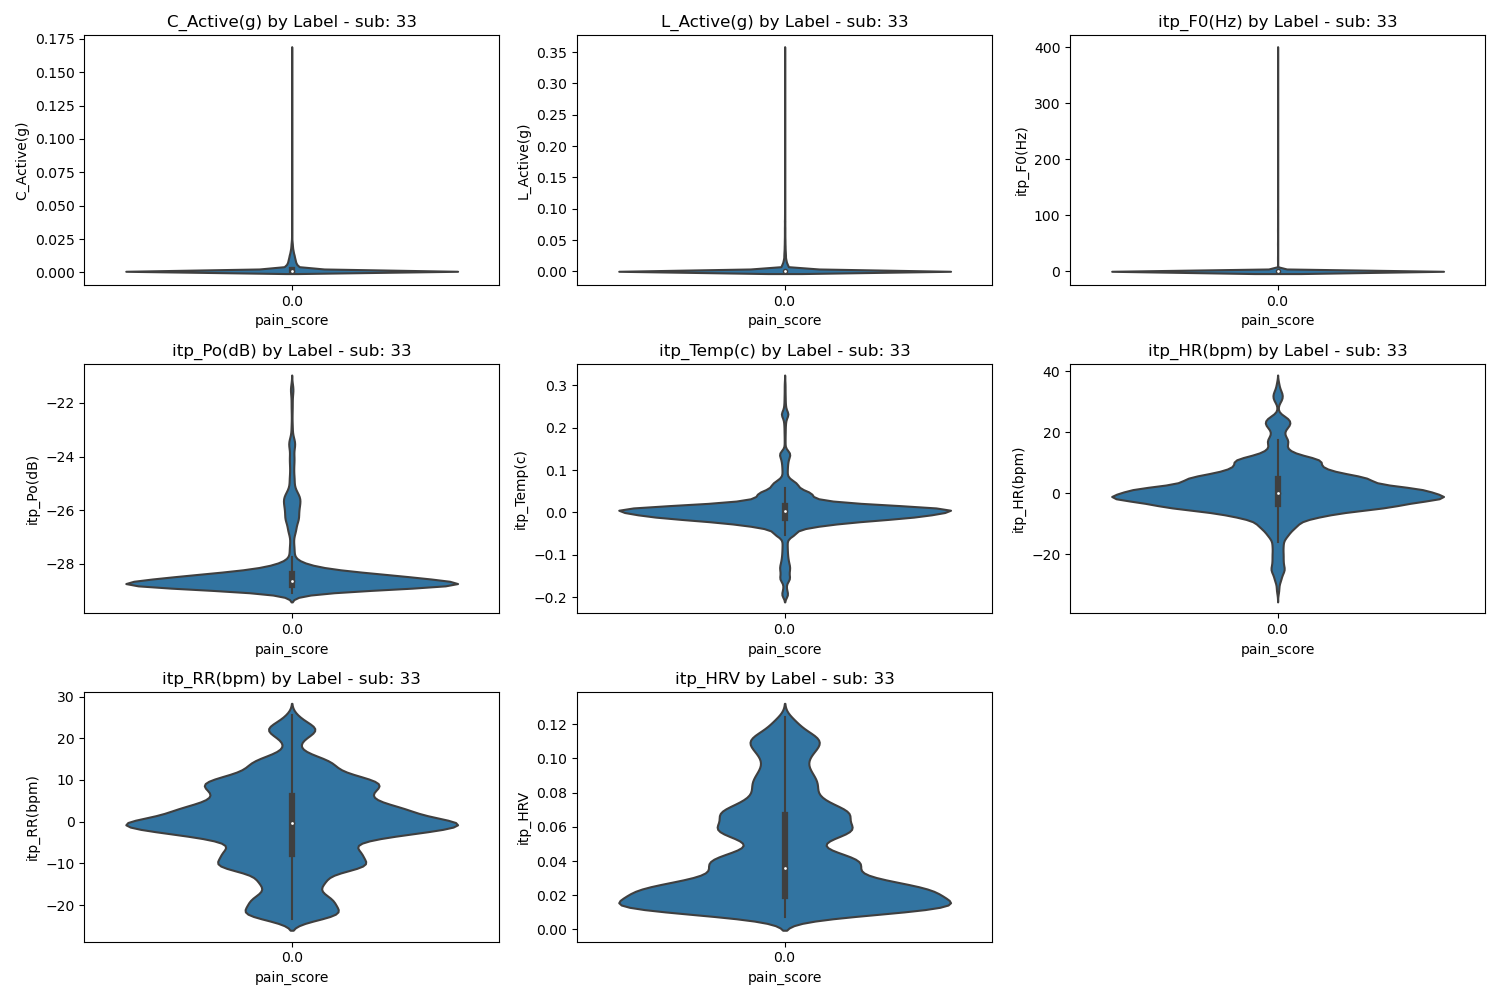 C_Active(g) by Label - sub: 33
C_Active(g)
0.175
0.150
0.125
0.100
0.075
0.050
0.025
0.000
0.0
pain_score
L_Active(g) by Label - sub: 33
L_Active(g)
0.35
0.30
0.25
0.20
0.15
0.10
0.05
0.00
0.0
pain_score
itp_F0(Hz) by Label - sub: 33
itp_F0(Hz)
400
300
200
100
0
0.0
pain_score
itp_Po(dB) by Label - sub: 33
itp_Po(dB)
−22
−24
−26
−28
0.0
pain_score
itp_Temp(c) by Label - sub: 33
itp_Temp(c)
0.3
0.2
0.1
0.0
−0.1
−0.2
0.0
pain_score
itp_HR(bpm) by Label - sub: 33
itp_HR(bpm)
40
20
0
−20
0.0
pain_score
itp_RR(bpm) by Label - sub: 33
itp_RR(bpm)
30
20
10
0
−10
−20
0.0
pain_score
itp_HRV by Label - sub: 33
itp_HRV
0.12
0.10
0.08
0.06
0.04
0.02
0.00
0.0
pain_score